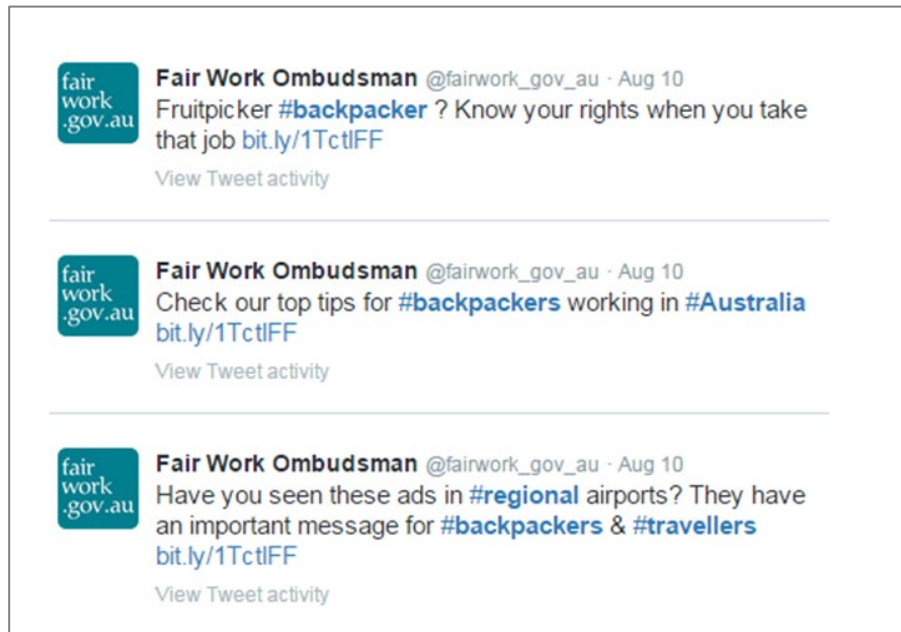 fair
work
.gov.au
Fair Work Ombudsman @fairwork_gov_au · Aug 10
Fruitpicker #backpacker ? Know your rights when you take
that job bit.ly/1TctlFF
View Tweet activity
fair
work
.gov.au
Fair Work Ombudsman @fairwork_gov_au · Aug 10
Check our top tips for #backpackers working in #Australia
bit.ly/1TctlFF
View Tweet activity
fair
work
.gov.au
Fair Work Ombudsman @fairwork_gov_au · Aug 10
Have you seen these ads in #regional airports? They have
an important message for #backpackers & #travellers
bit.ly/1TctlFF
View Tweet activity